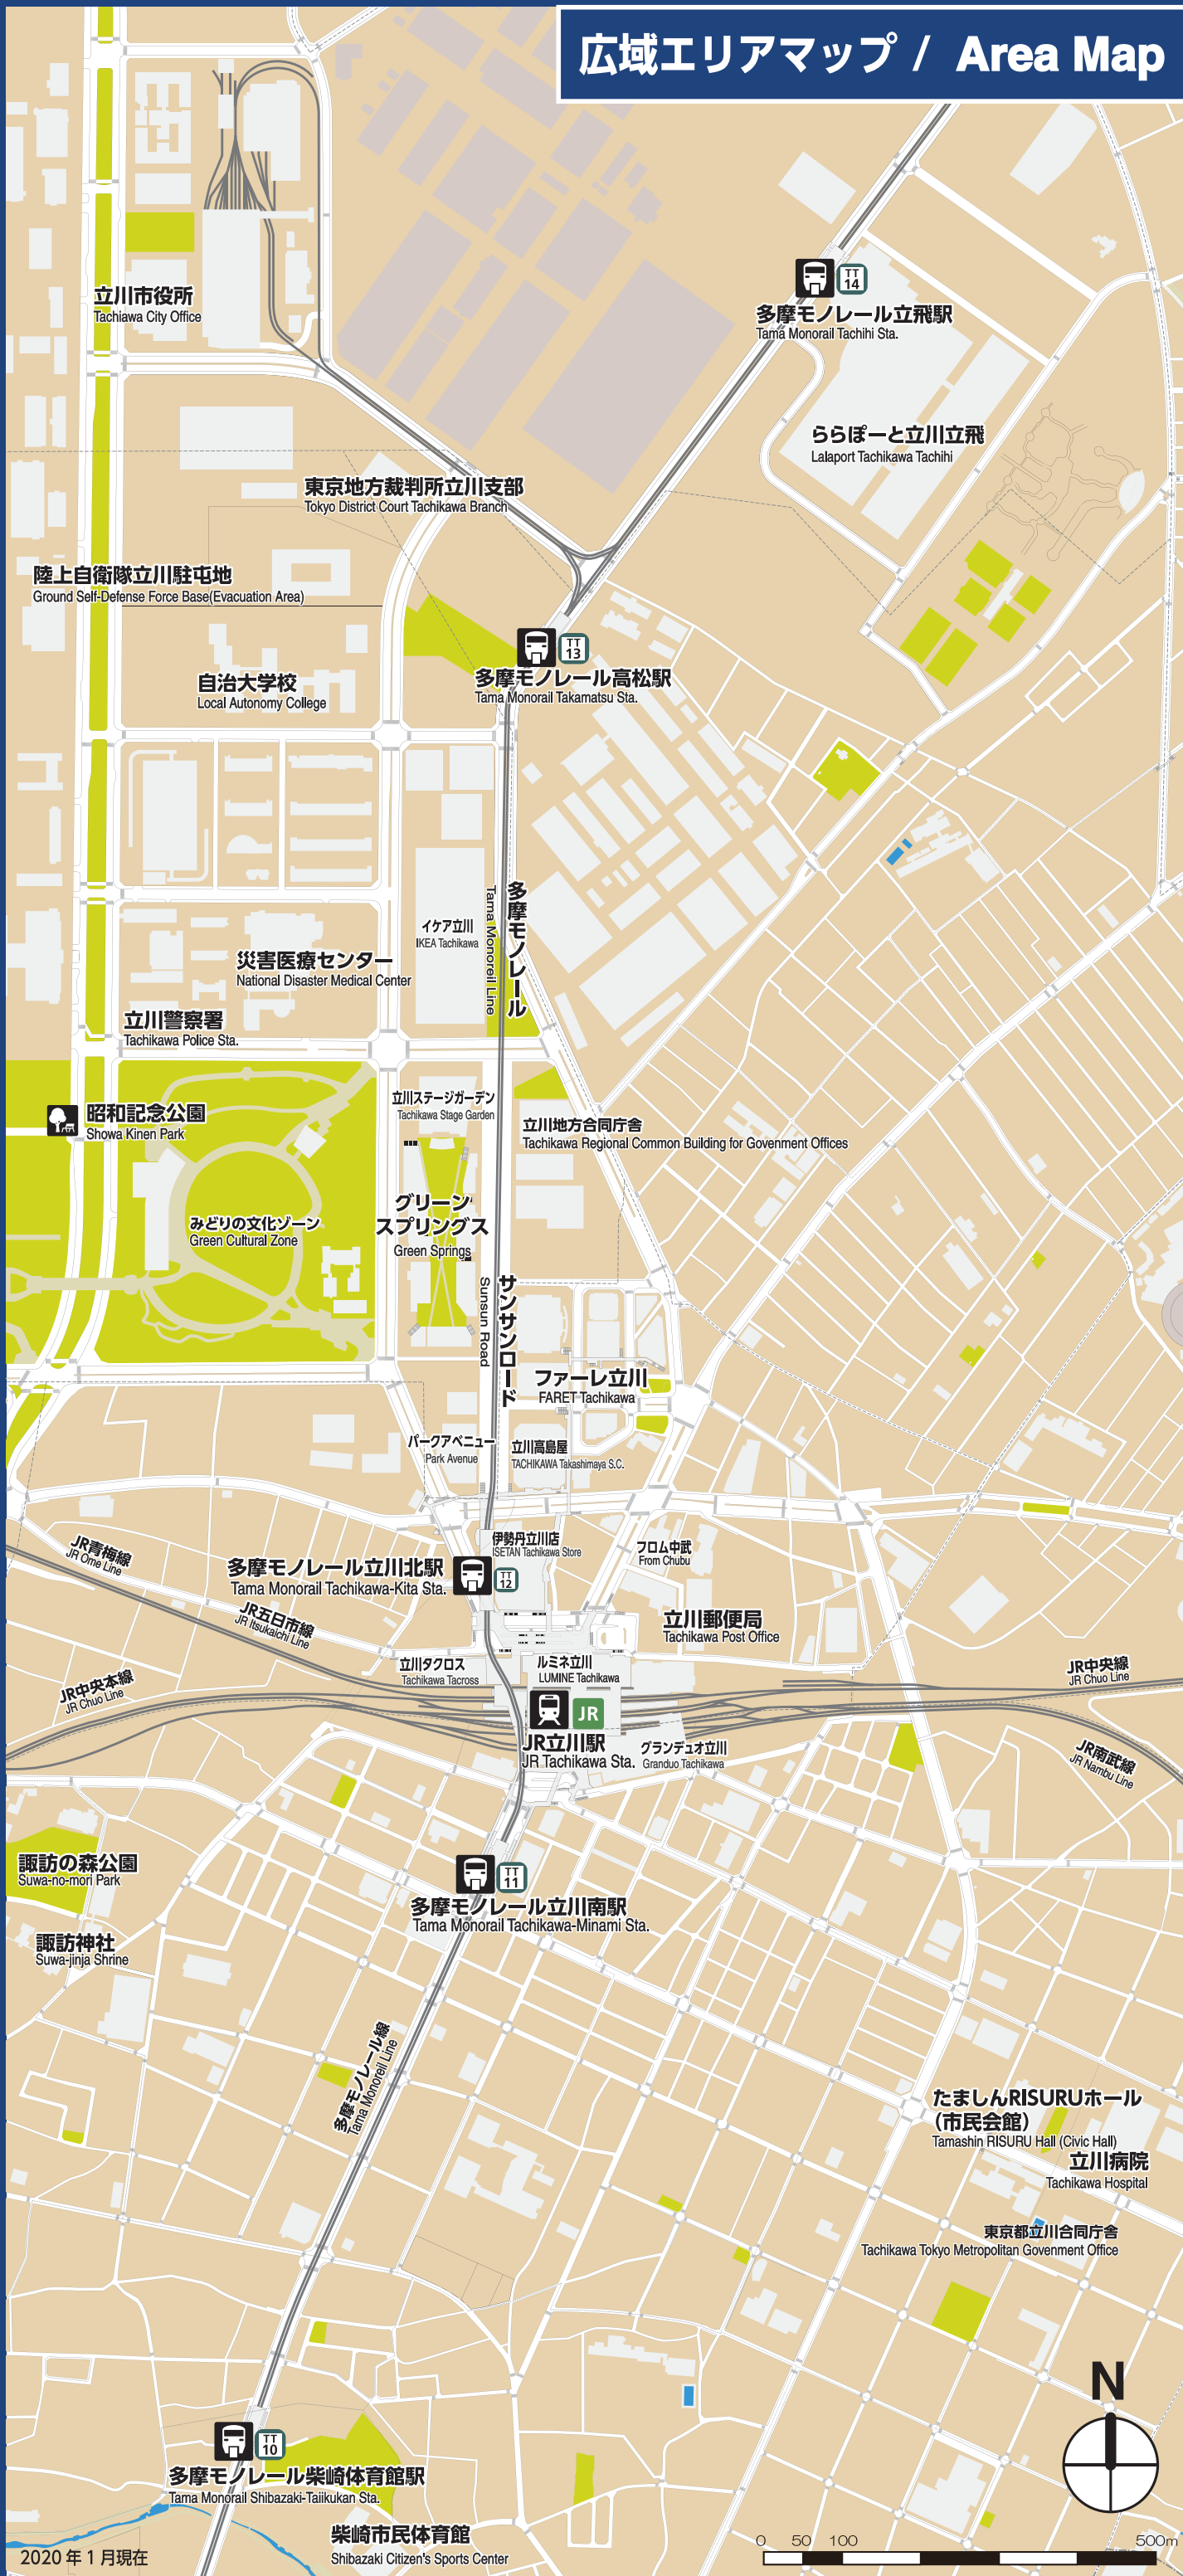 広域エリアマップ / Area Map
立川市役所
Tachiawa City Office
TT
14
多摩モノレール立飛駅
Tama Monorail Tachihi Sta.
ららぽーと立川立飛
Lalaport Tachikawa Tachihi
東京地方裁判所立川支部
Tokyo District Court Tachikawa Branch
陸上自衛隊立川駐屯地
Ground Self-Defense Force Base(Evacuation Area)
TT
13
多摩モノレール高松駅
Tama Monorail Takamatsu Sta.
自治大学校
Local Autonomy College
多摩モノレール
Tama Monoreil Line
イケア立川
IKEA Tachikawa
災害医療センター
National Disaster Medical Center
立川警察署
Tachikawa Police Sta.
昭和記念公園
Showa Kinen Park
立川ステージガーデン
Tachikawa Stage Garden
立川地方合同庁舎
Tachikawa Regional Common Building for Govenment Offices
みどりの文化ゾーン
Green Cultural Zone
グリーン
スプリングス
Green Springs
サンサンロード
Sunsun Road
ファーレ立川
FARET Tachikawa
パークアベニュー
Park Avenue
立川高島屋
TACHIKAWA Takashimaya S.C.
伊勢丹立川店
ISETAN Tachikawa Store
フロム中武
From Chubu
JR青梅線
JR Ome Line
多摩モノレール立川北駅
Tama Monorail Tachikawa-Kita Sta.
TT
12
JR五日市線
JR Itsukaichi Line
立川郵便局
Tachikawa Post Office
立川タクロス
Tachikawa Tacross
ルミネ立川
LUMINE Tachikawa
JR中央本線
JR Chuo Line
JR中央線
JR Chuo Line
JR
JR立川駅
JR Tachikawa Sta.
グランデュオ立川
Granduo Tachikawa
JR南武線
JR Nambu Line
諏訪の森公園
Suwa-no-mori Park
TT
11
多摩モノレール立川南駅
Tama Monorail Tachikawa-Minami Sta.
諏訪神社
Suwa-jinja Shrine
多摩モノレール線
Tama Monoreil Line
たましんRISURUホール
(市民会館)
Tamashin RISURU Hall (Civic Hall)
立川病院
Tachikawa Hospital
東京都立川合同庁舎
Tachikawa Tokyo Metropolitan Govenment Office
N
TT
10
多摩モノレール柴崎体育館駅
Tama Monorail Shibazaki-Taiikukan Sta.
柴崎市民体育館
Shibazaki Citizen's Sports Center
0 50 100 500m
2020 年 1 月現在